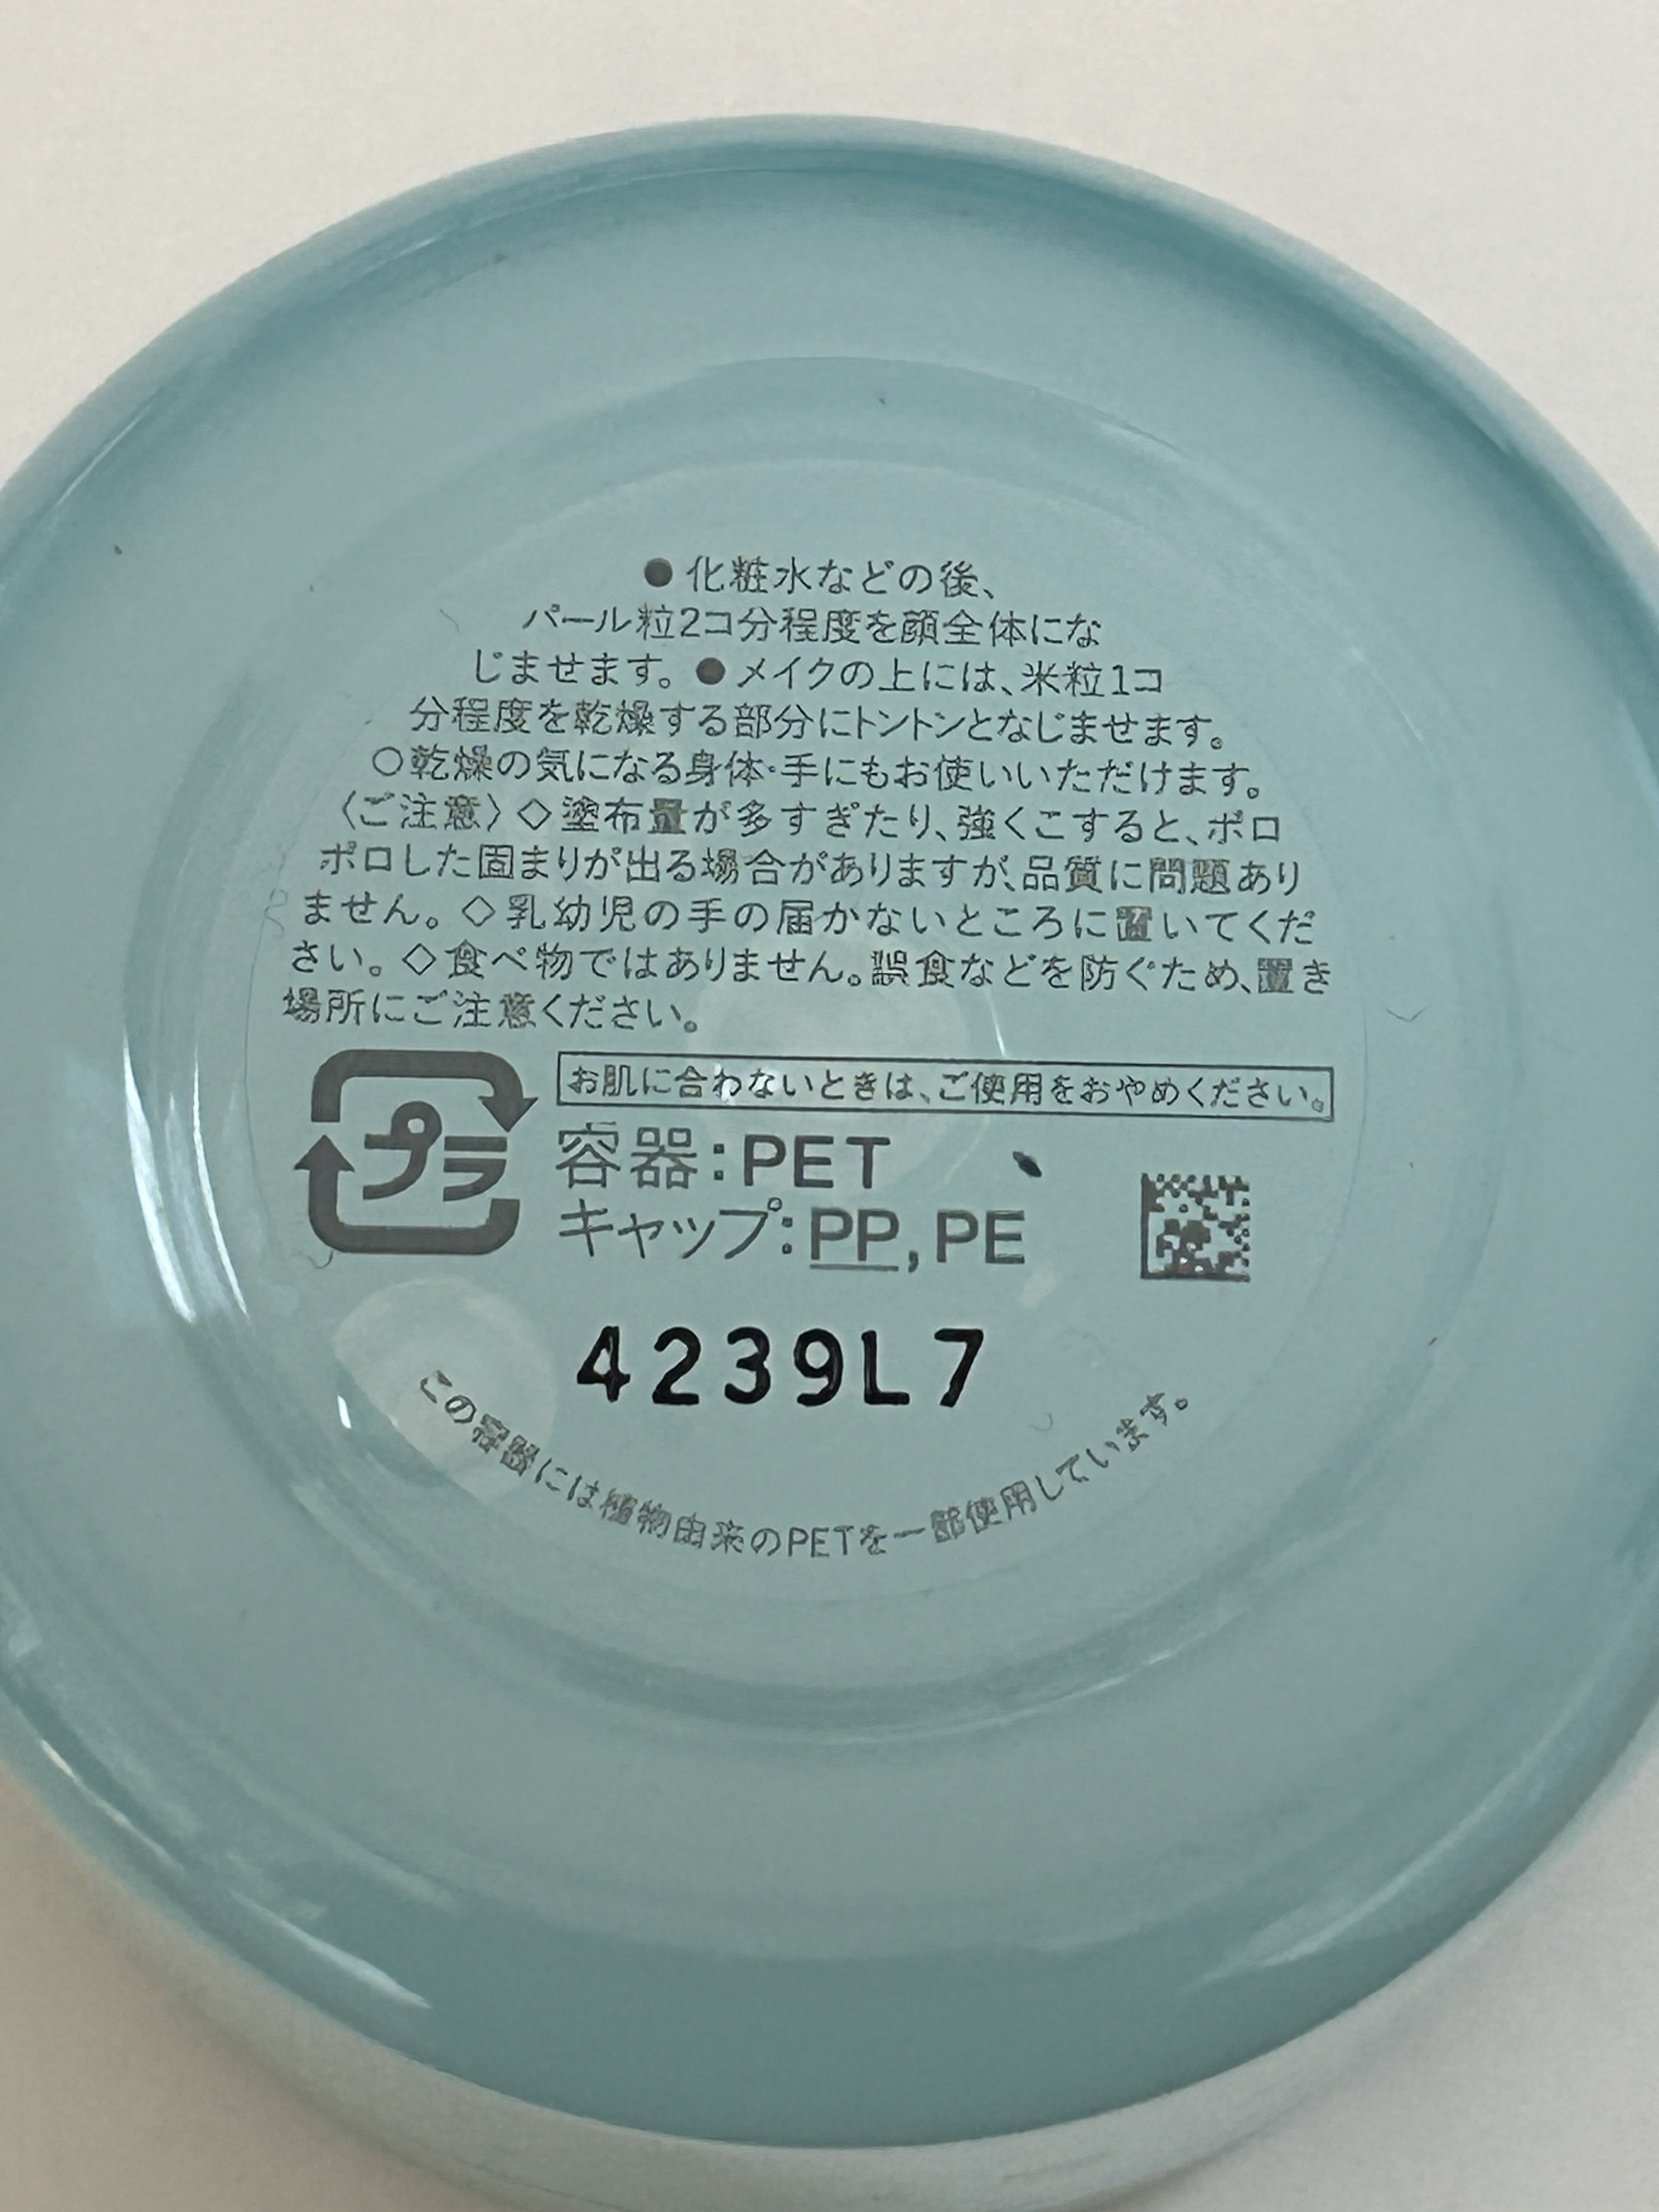 ●化粧水などの後、
パール粒2コ分程度を顔全体にな
じませます。●メイクの上には、米粒1コ
分程度を乾燥する部分にトントンとなじませます。
○乾燥の気になる身体・手にもお使いいただけます。
〈ご注意〉◇塗布量が多すぎたり、強くこすると、ポロ
ポロした固まりが出る場合がありますが、品質に問題あり
ません。◇乳幼児の手の届かないところに置いてくだ
さい。◇食べ物ではありません。誤食などを防ぐため、置き
場所にご注意ください。
お肌に合わないときは、ご使用をおやめください。
プラ
容器:PET
キャップ:PP,PE
4239L7
この容器には植物由来のPETを一部使用しています。